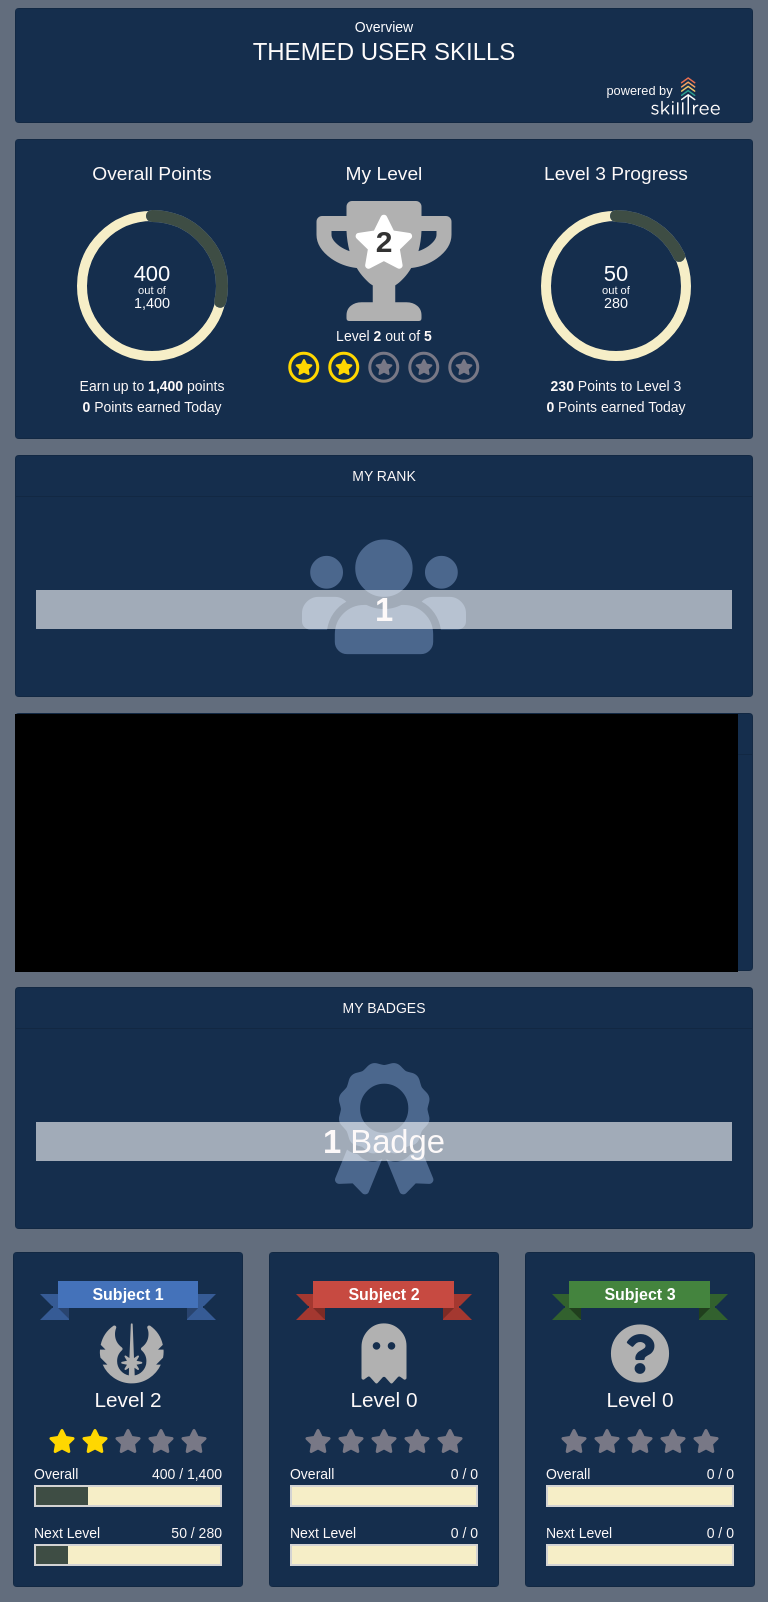 Overview
THEMED USER SKILLS
powered by
skilltree
Overall Points
400
out of
1,400
Earn up to 1,400 points
0 Points earned Today
My Level
2
Level 2 out of 5
Level 3 Progress
50
out of
280
230 Points to Level 3
0 Points earned Today
MY RANK
1
MY BADGES
1 Badge
Subject 1
Level 2
Overall 400 / 1,400
Next Level 50 / 280
Subject 2
Level 0
Overall 0 / 0
Next Level 0 / 0
Subject 3
Level 0
Overall 0 / 0
Next Level 0 / 0